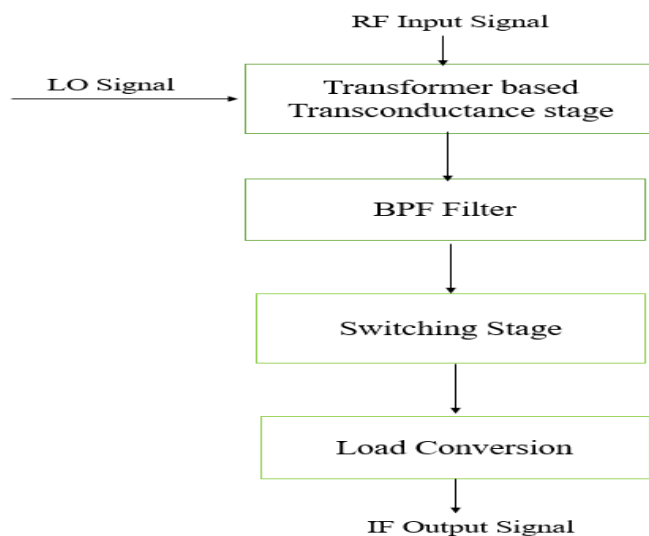 RF Input Signal
LO Signal
Transformer based
Transconductance stage
BPF Filter
Switching Stage
Load Conversion
IF Output Signal